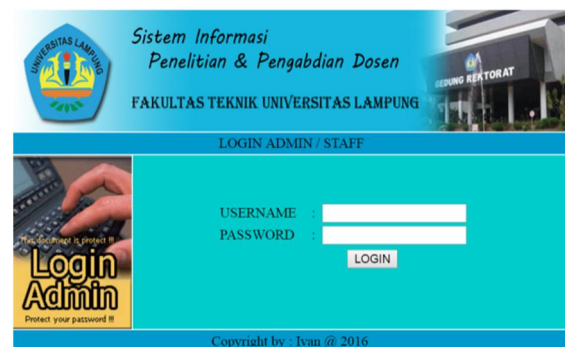 UNIVERSITAS LAMPUNG
Sistem Informasi
Penelitian & Pengabdian Dosen
FAKULTAS TEKNIK UNIVERSITAS LAMPUNG
GEDUNG REKTORAT
LOGIN ADMIN / STAFF
This document is protect !!!
Login
Admin
Protect your password !!!
USERNAME :
PASSWORD :
LOGIN
Copyright by : Ivan @ 2016